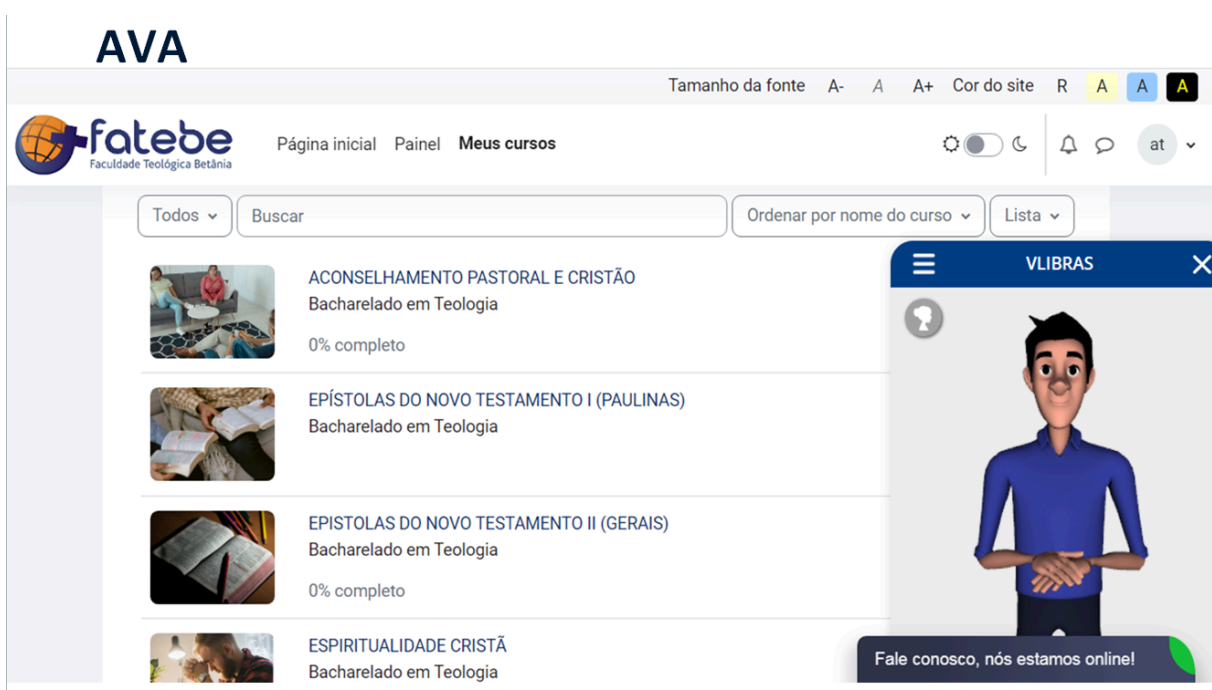 AVA
Tamanho da fonte A- A A+ Cor do site R A A A
fatebe
Faculdade Teológica Betânia
Página inicial Painel Meus cursos
at
Todos Buscar Ordenar por nome do curso Lista
ACONSELHAMENTO PASTORAL E CRISTÃO
Bacharelado em Teologia
0% completo
EPÍSTOLAS DO NOVO TESTAMENTO I (PAULINAS)
Bacharelado em Teologia
EPISTOLAS DO NOVO TESTAMENTO II (GERAIS)
Bacharelado em Teologia
0% completo
ESPIRITUALIDADE CRISTÃ
Bacharelado em Teologia
VLIBRAS
Fale conosco, nós estamos online!